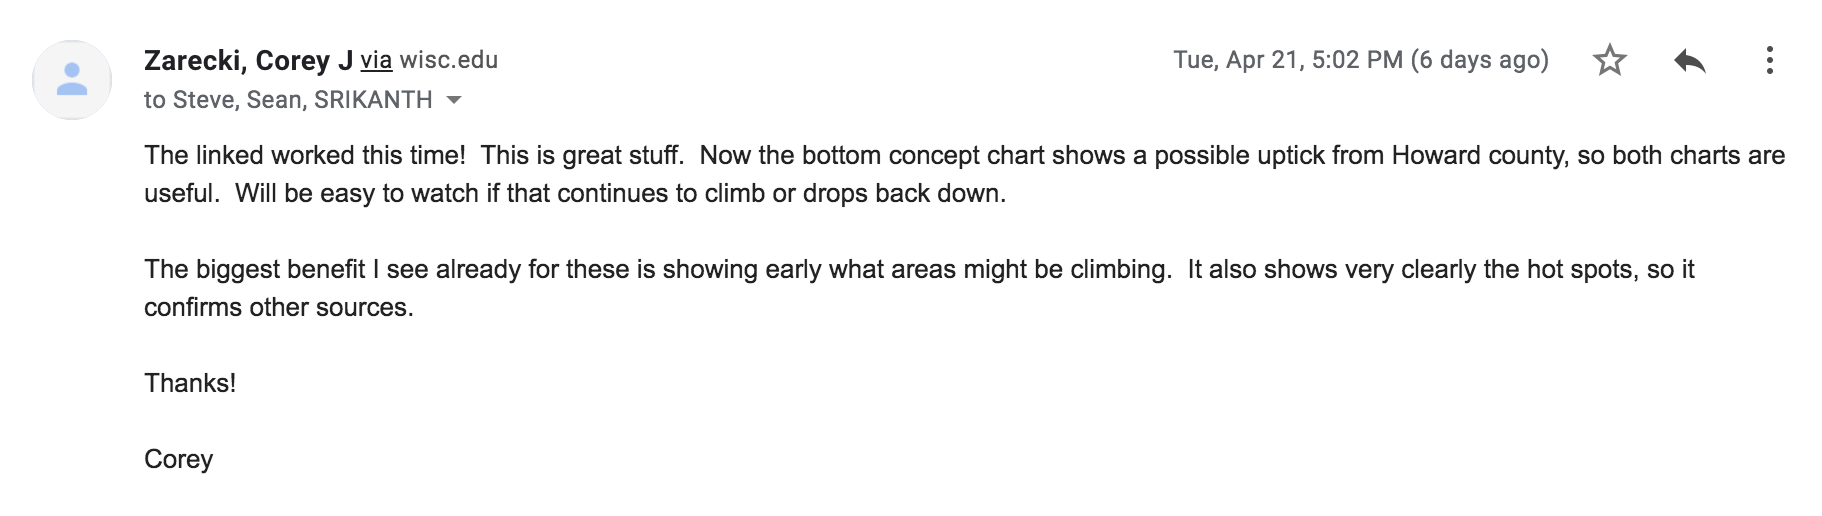 Zarecki, Corey J via wisc.edu Tue, Apr 21, 5:02 PM (6 days ago)
to Steve, Sean, SRIKANTH
The linked worked this time!  This is great stuff.  Now the bottom concept chart shows a possible uptick from Howard county, so both charts are
useful.  Will be easy to watch if that continues to climb or drops back down.
The biggest benefit I see already for these is showing early what areas might be climbing.  It also shows very clearly the hot spots, so it
confirms other sources.
Thanks!
Corey